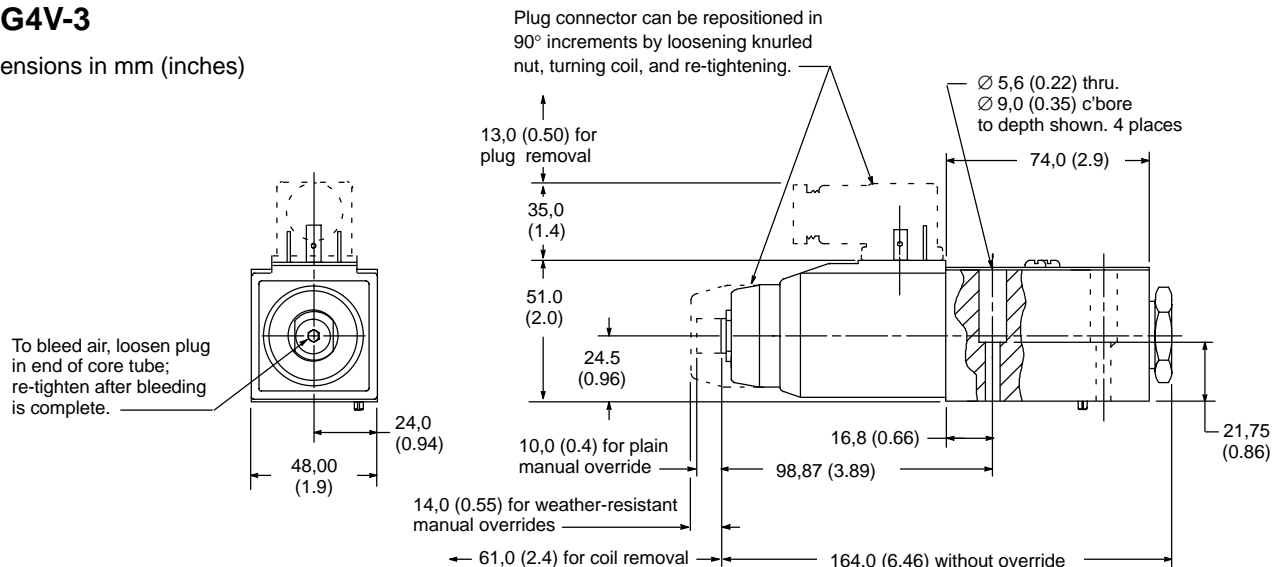 G4V-3
ensions in mm (inches)
Plug connector can be repositioned in
90° increments by loosening knurled
nut, turning coil, and re-tightening.
∅ 5,6 (0.22) thru.
∅ 9,0 (0.35) c'bore
to depth shown. 4 places
13,0 (0.50) for
plug removal
74,0 (2.9)
35,0
(1.4)
51.0
(2.0)
24.5
(0.96)
To bleed air, loosen plug
in end of core tube;
re-tighten after bleeding
is complete.
24,0
(0.94)
48,00
(1.9)
10,0 (0.4) for plain
manual override
16,8 (0.66)
98,87 (3.89)
21,75
(0.86)
14,0 (0.55) for weather-resistant
manual overrides
61,0 (2.4) for coil removal
164,0 (6.46) without override